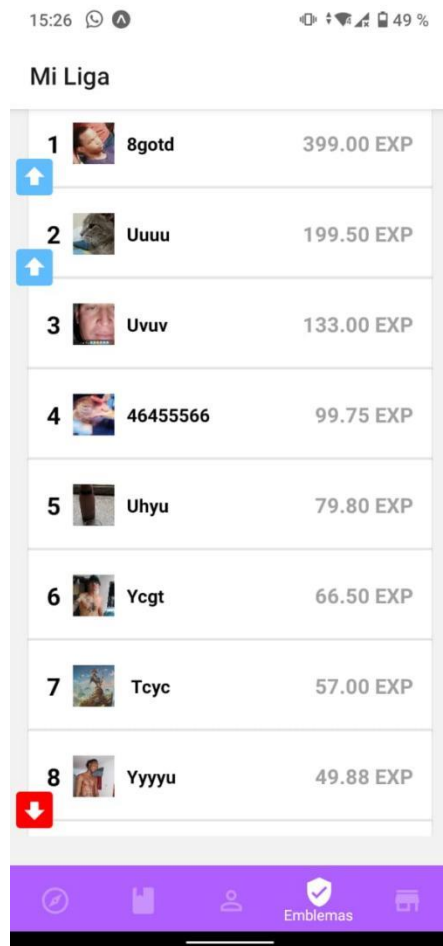 15:26 49 %
Mi Liga
1 8gotd 399.00 EXP
2 Uuuu 199.50 EXP
3 Uvuv 133.00 EXP
4 46455566 99.75 EXP
5 Uhyu 79.80 EXP
6 Ycgt 66.50 EXP
7 Tcyc 57.00 EXP
8 Yyyyu 49.88 EXP
Emblemas